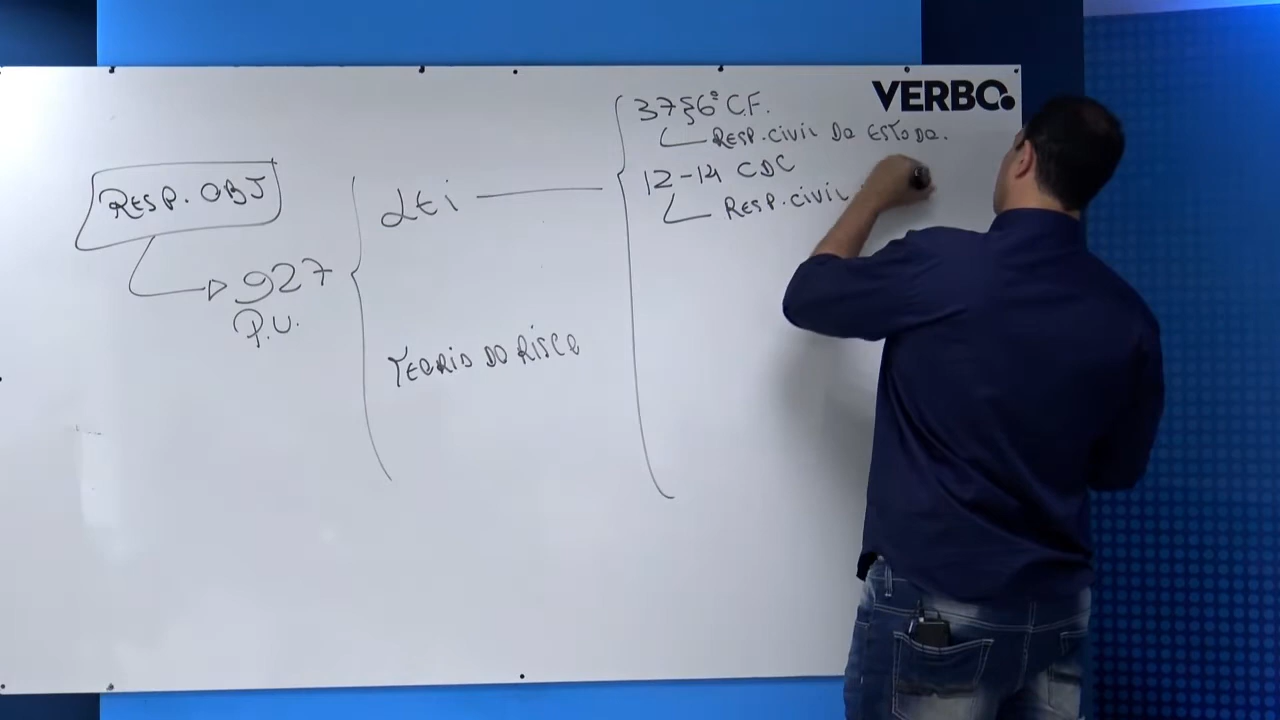 VERBO.
37 §6º C.F.
RESP. CIVIL DO ESTADO.
12-14 CDC
RESP. CIVIL
RESP. OBJ
LEI
927
P.U.
TEORIA DO RISCO